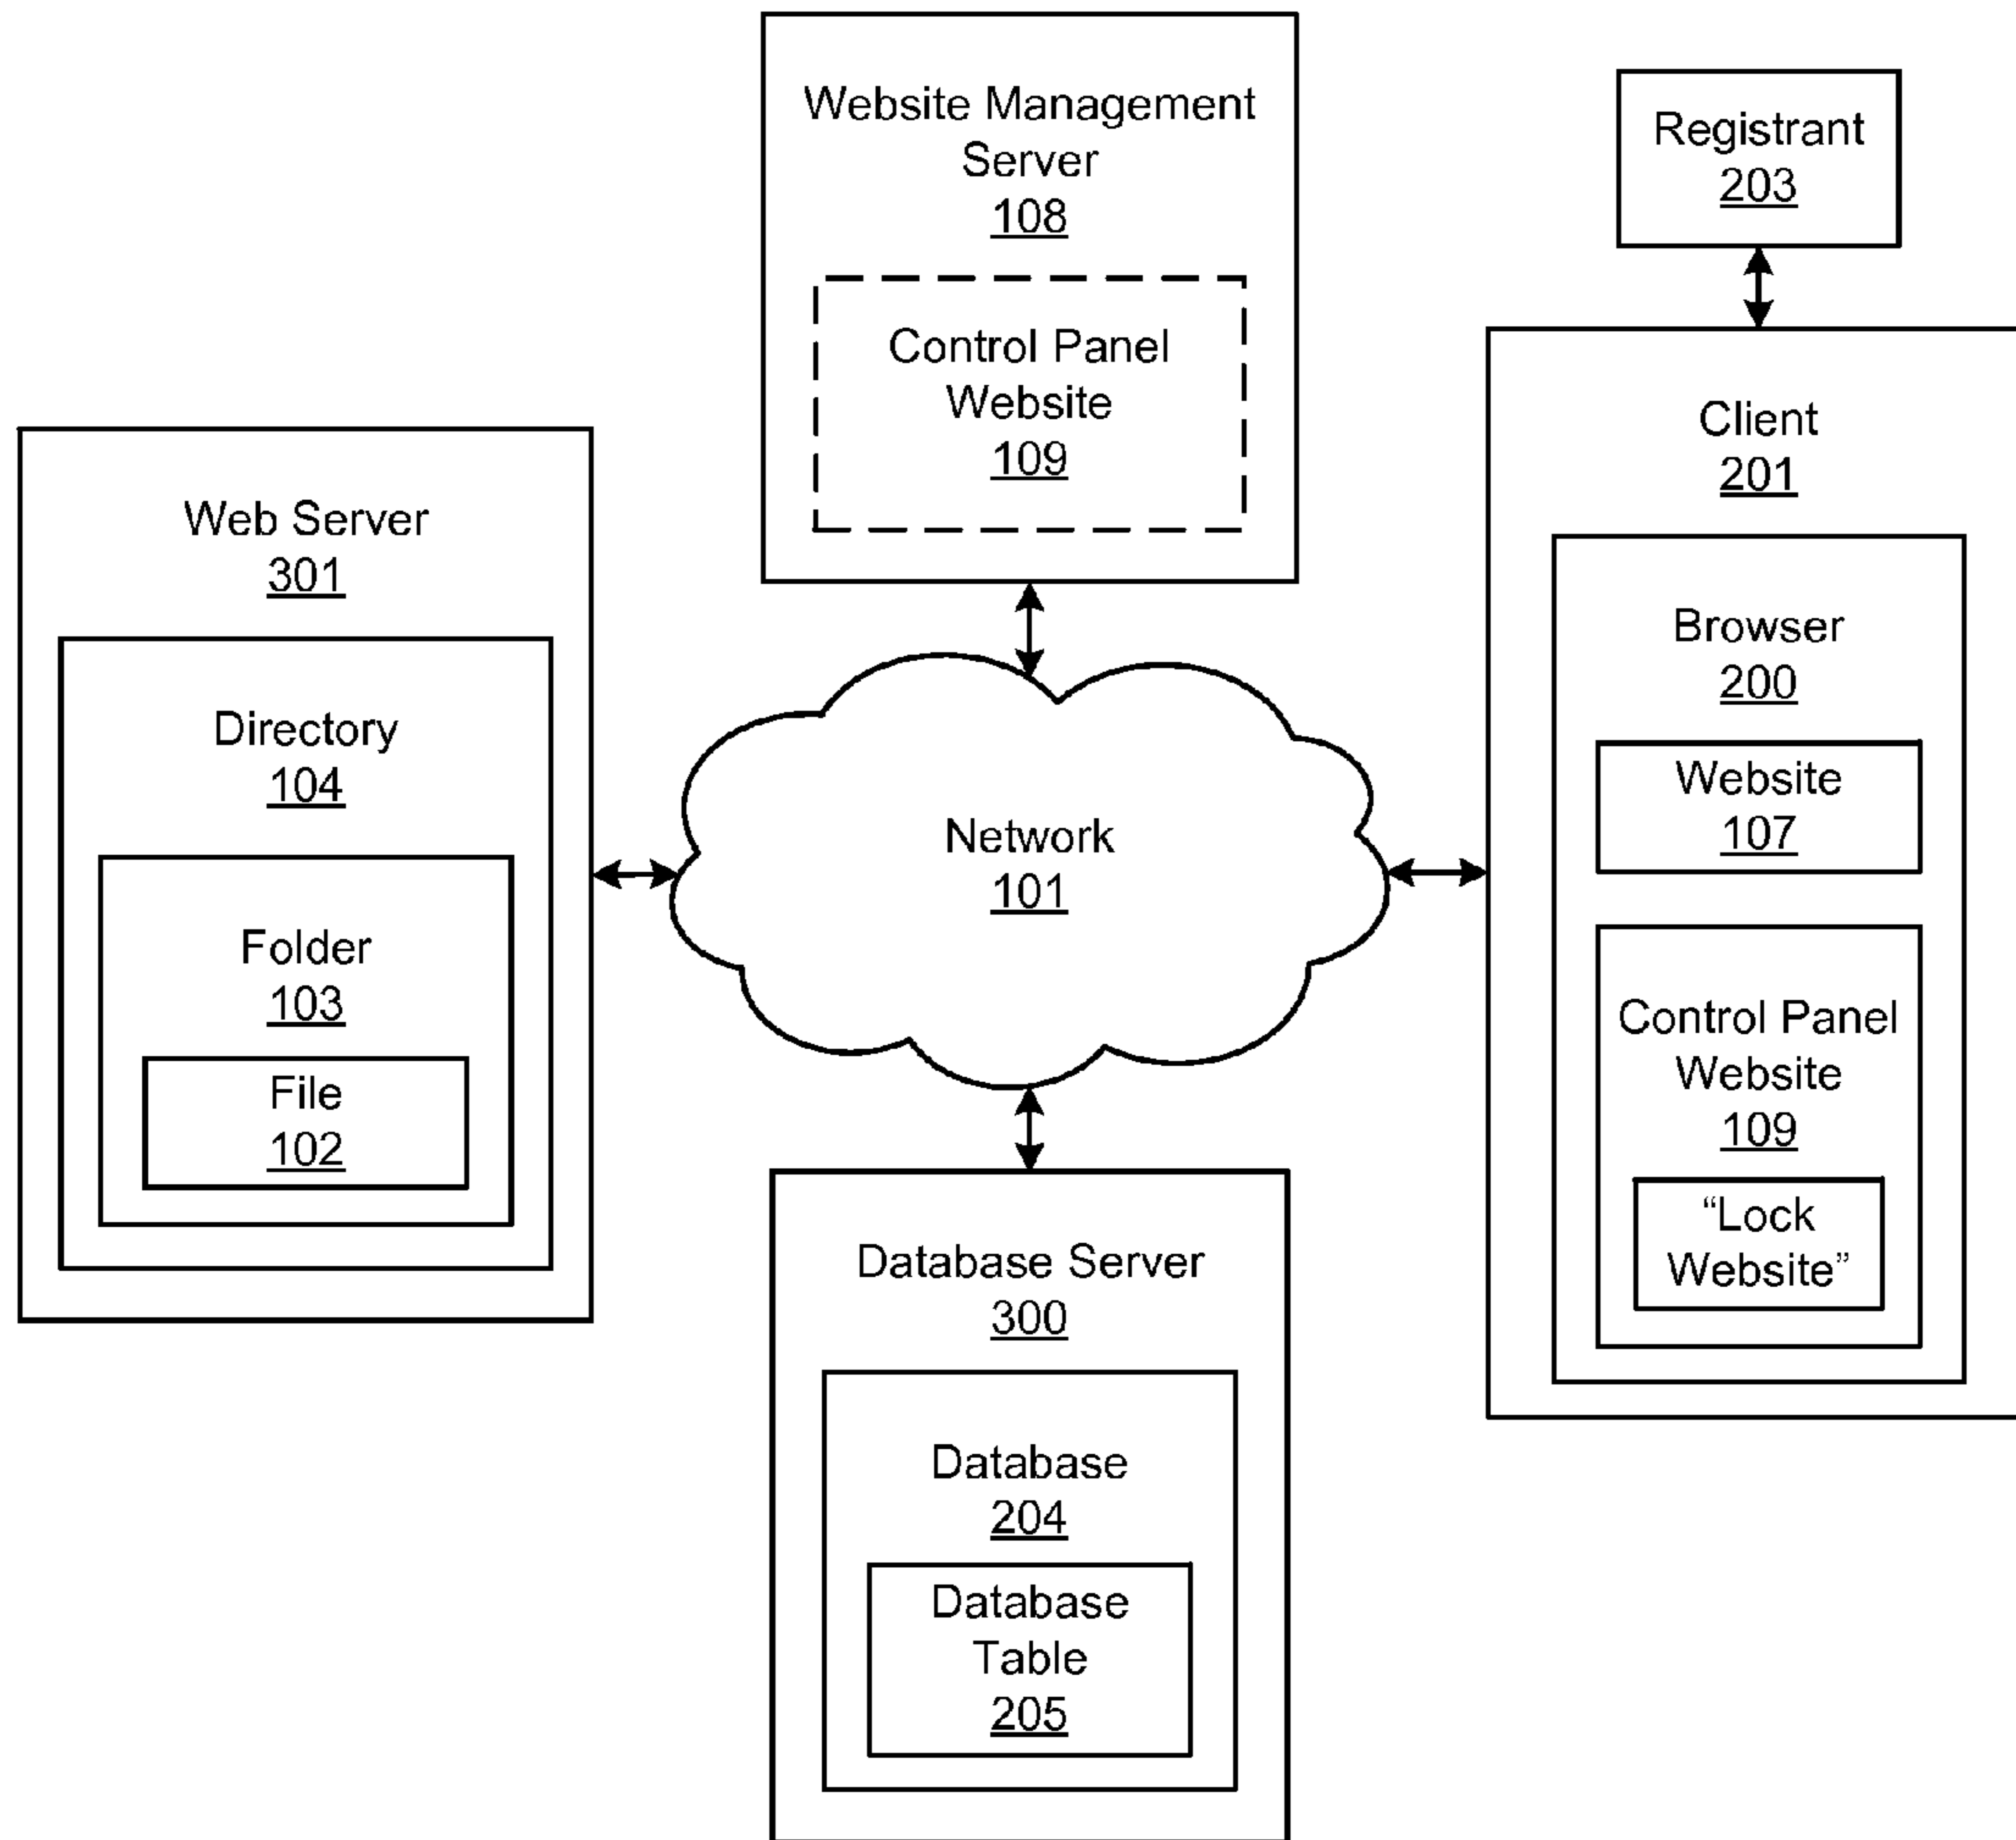 Website Management
Server
108
Control Panel
Website
109
Registrant
203
Client
201
Browser
200
Website
107
Control Panel
Website
109
“Lock
Website”
Web Server
301
Directory
104
Folder
103
File
102
Network
101
Database Server
300
Database
204
Database
Table
205